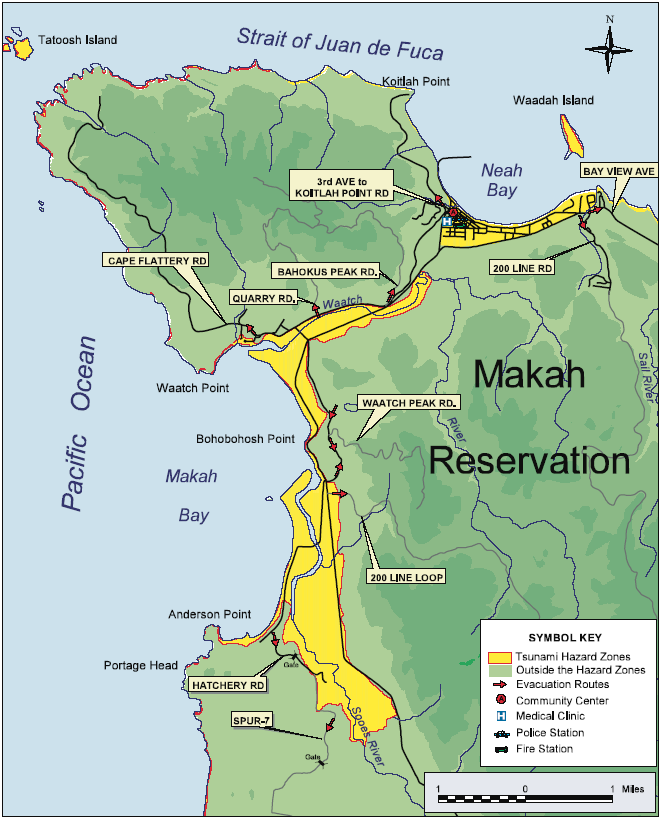 Tatoosh Island
Strait of Juan de Fuca
N
Koitlah Point
Waadah Island
Neah
Bay
BAY VIEW AVE
3rd AVE to
KOITLAH POINT RD
H
CAPE FLATTERY RD
BAHOKUS PEAK RD.
200 LINE RD
QUARRY RD.
Waatch
Pacific Ocean
Waatch Point
Makah
Sail River
WAATCH PEAK RD.
River
Bohobohosh Point
Reservation
Makah
Bay
200 LINE LOOP
Anderson Point
Portage Head
Gate
HATCHERY RD
SPUR-7
Sooes River
Gate
SYMBOL KEY
Tsunami Hazard Zones
Outside the Hazard Zones
Evacuation Routes
Community Center
H Medical Clinic
Police Station
Fire Station
1 0 1 Miles